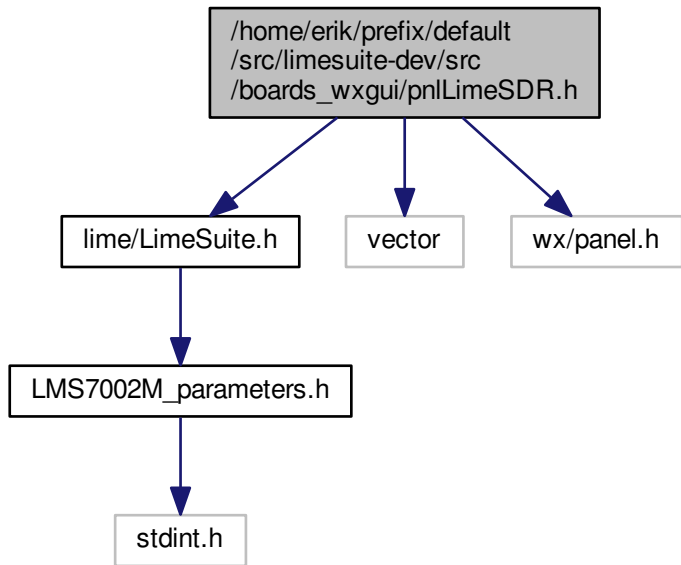 /home/erik/prefix/default
/src/limesuite-dev/src
/boards_wxgui/pnlLimeSDR.h
lime/LimeSuite.h
vector
wx/panel.h
LMS7002M_parameters.h
stdint.h